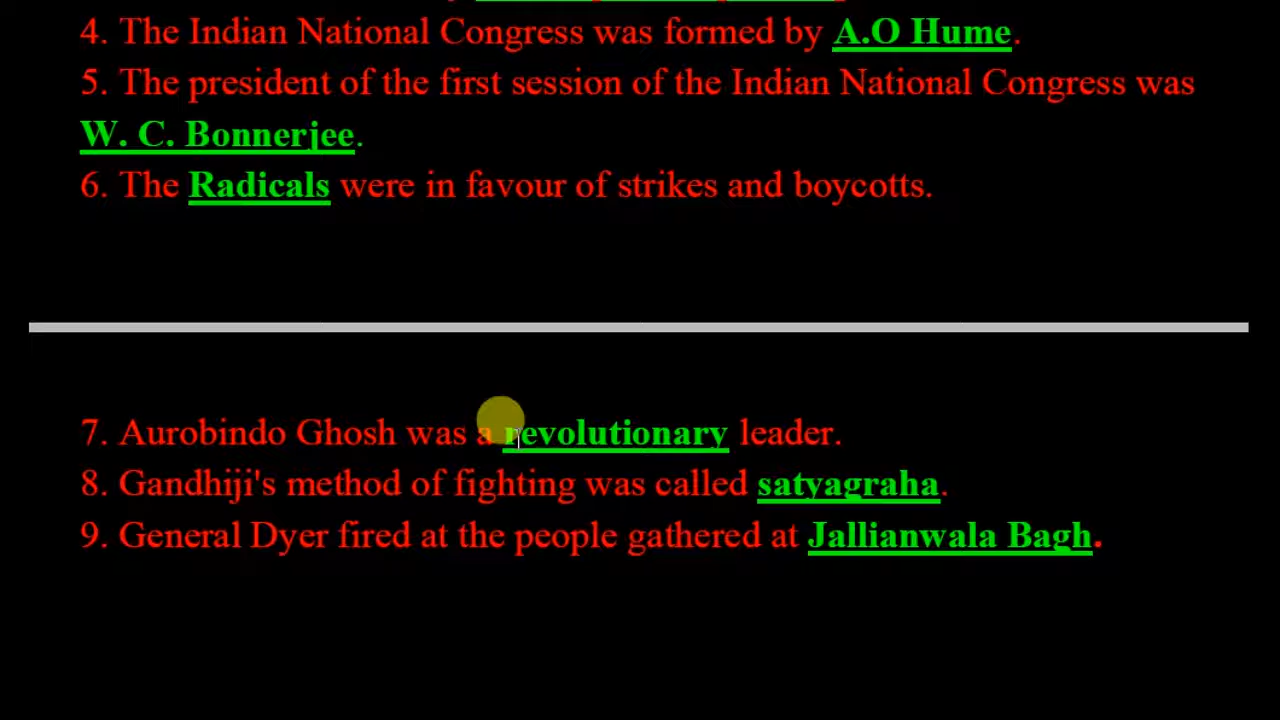 4. The Indian National Congress was formed by A.O Hume.
5. The president of the first session of the Indian National Congress was
W. C. Bonnerjee.
6. The Radicals were in favour of strikes and boycotts.
7. Aurobindo Ghosh was a revolutionary leader.
8. Gandhiji's method of fighting was called satyagraha.
9. General Dyer fired at the people gathered at Jallianwala Bagh.